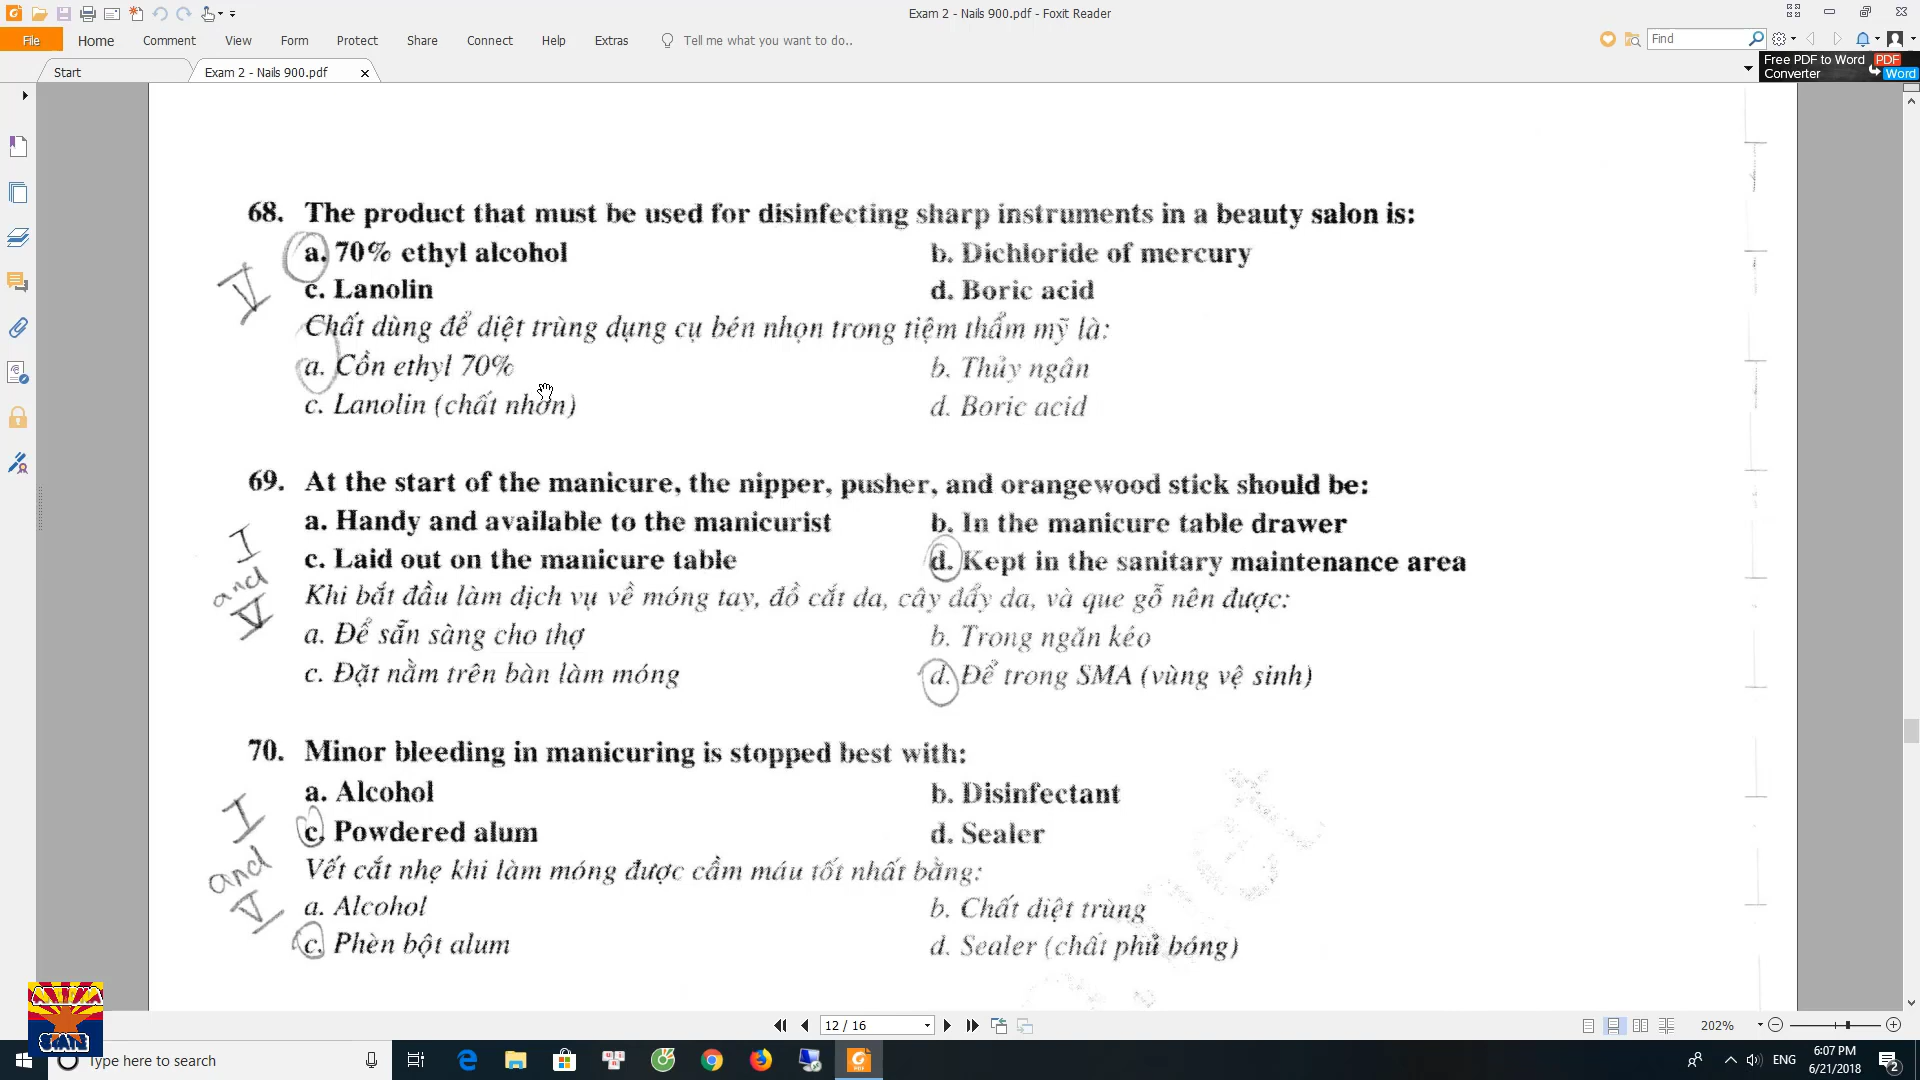 Exam 2 - Nails 900.pdf - Foxit Reader
File Home Comment View Form Protect Share Connect Help Extras Tell me what you want to do.. Find
Start Exam 2 - Nails 900.pdf
Free PDF to Word Converter PDF Word
68. The product that must be used for disinfecting sharp instruments in a beauty salon is:
a. 70% ethyl alcohol b. Dichloride of mercury
V
c. Lanolin d. Boric acid
Chất dùng để diệt trùng dụng cụ bén nhọn trong tiệm thẩm mỹ là:
a. Cồn ethyl 70% b. Thủy ngân
c. Lanolin (chất nhờn) d. Boric acid
69. At the start of the manicure, the nipper, pusher, and orangewood stick should be:
a. Handy and available to the manicurist b. In the manicure table drawer
I and V
c. Laid out on the manicure table d. Kept in the sanitary maintenance area
Khi bắt đầu làm dịch vụ về móng tay, đồ cắt da, cây đẩy da, và que gỗ nên được:
a. Để sẵn sàng cho thợ b. Trong ngăn kéo
c. Đặt nằm trên bàn làm móng d. Để trong SMA (vùng vệ sinh)
70. Minor bleeding in manicuring is stopped best with:
a. Alcohol b. Disinfectant
I and V
c. Powdered alum d. Sealer
Vết cắt nhẹ khi làm móng được cầm máu tốt nhất bằng:
a. Alcohol b. Chất diệt trùng
c. Phèn bột alum d. Sealer (chất phủ bóng)
ARIZONA STATE
12 / 16 202%
Type here to search ENG 6:07 PM
6/21/2018 2